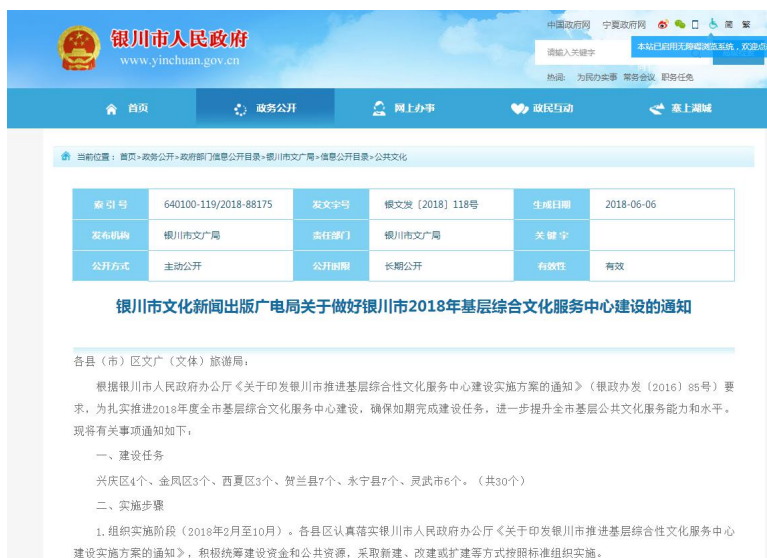 中国政府网 宁夏政府网 简 繁
银川市人民政府
www.yinchuan.gov.cn
请输入关键字
本站已启用无障碍浏览系统，欢迎点
热词: 为民办实事 常务会议 职务任免
首页 政务公开 网上办事 政民互动 塞上湖城
当前位置：首页>政务公开>政府部门信息公开目录>银川市文广局>信息公开目录>公共文化
索引号 640100-119/2018-88175 发文字号 银文发〔2018〕118号 生成日期 2018-06-06
发布机构 银川市文广局 责任部门 银川市文广局 关键字
公开方式 主动公开 公开时限 长期公开 有效性 有效
银川市文化新闻出版广电局关于做好银川市2018年基层综合文化服务中心建设的通知
各县（市）区文广（文体）旅游局：
根据银川市人民政府办公厅《关于印发银川市推进基层综合性文化服务中心建设实施方案的通知》（银政办发〔2016〕85号）要
求，为扎实推进2018年度全市基层综合文化服务中心建设，确保如期完成建设任务，进一步提升全市基层公共文化服务能力和水平。
现将有关事项通知如下：
一、建设任务
兴庆区4个、金凤区3个、西夏区3个、贺兰县7个、永宁县7个、灵武市6个。（共30个）
二、实施步骤
1.组织实施阶段（2018年2月至10月）。各县区认真落实银川市人民政府办公厅《关于印发银川市推进基层综合性文化服务中心
建设实施方案的通知》，积极统筹建设资金和公共资源，采取新建、改建或扩建等方式按照标准组织实施。